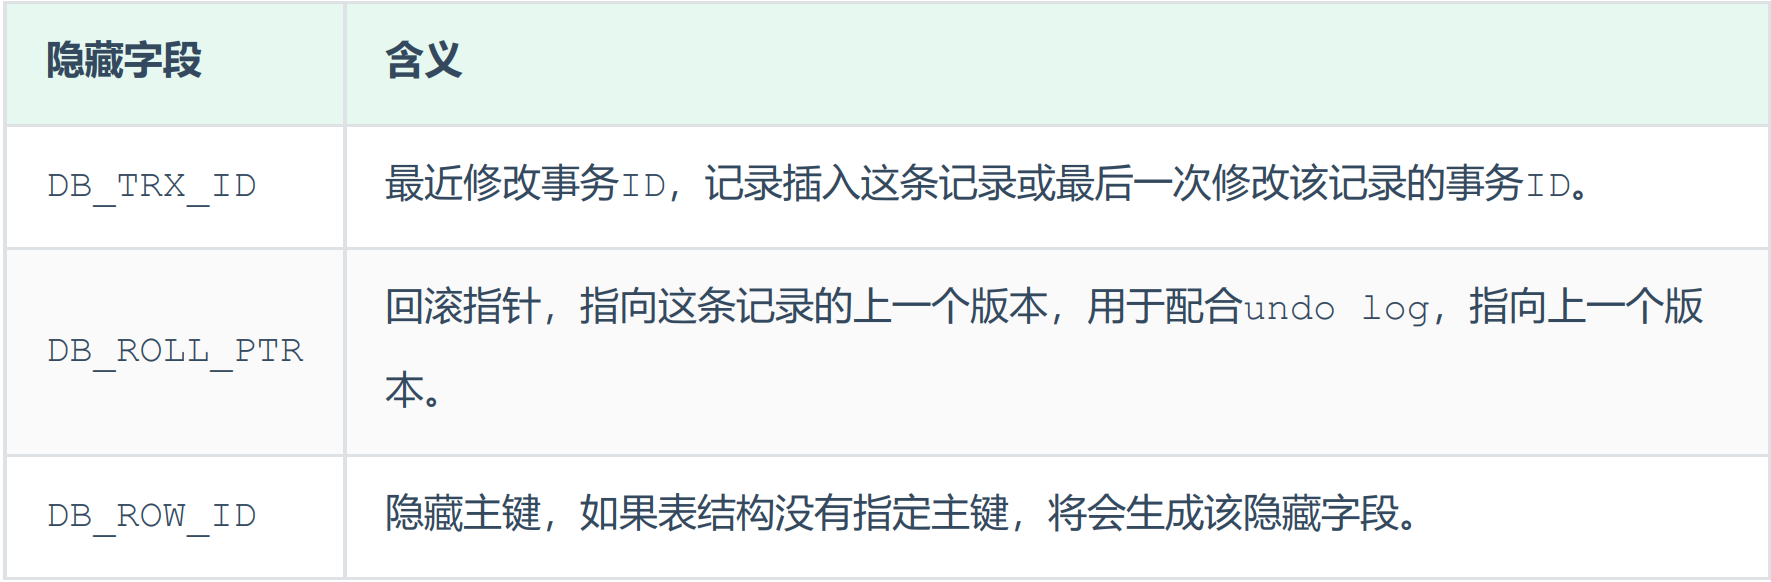 隐藏字段 含义
DB_TRX_ID 最近修改事务ID，记录插入这条记录或最后一次修改该记录的事务ID。
回滚指针，指向这条记录的上一个版本，用于配合undo log，指向上一个版
DB_ROLL_PTR
本。
DB_ROW_ID 隐藏主键，如果表结构没有指定主键，将会生成该隐藏字段。